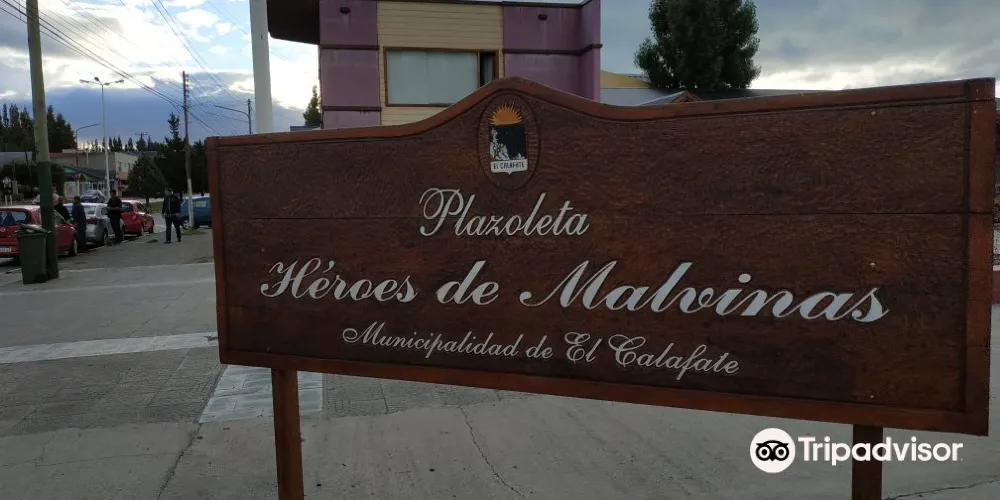 EL CALAFATE
Plazoleta
Héroes de Malvinas
Municipalidad de El Calafate
Tripadvisor